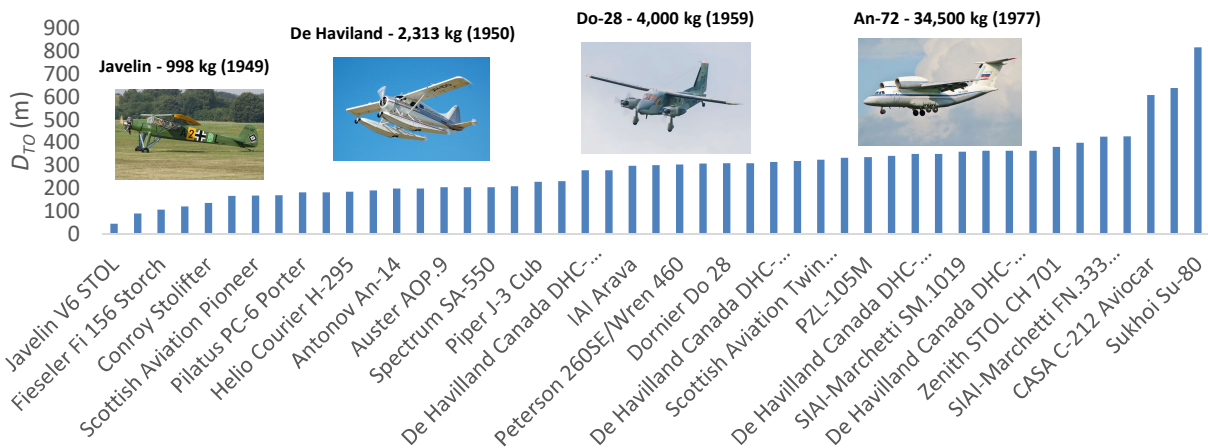 Do-28 - 4,000 kg (1959)
An-72 - 34,500 kg (1977)
De Haviland - 2,313 kg (1950)
Javelin - 998 kg (1949)
D_TO (m)
900
800
700
600
500
400
300
200
100
0
Javelin V6 STOL
Fieseler Fi 156 Storch
Conroy Stolifter
Scottish Aviation Pioneer
Pilatus PC-6 Porter
Helio Courier H-295
Antonov An-14
Auster AOP.9
Spectrum SA-550
Piper J-3 Cub
De Havilland Canada DHC-...
IAI Arava
Peterson 260SE/Wren 460
Dornier Do 28
De Havilland Canada DHC-...
Scottish Aviation Twin...
PZL-105M
De Havilland Canada DHC-...
SIAI-Marchetti SM.1019
De Havilland Canada DHC-...
Zenith STOL CH 701
SIAI-Marchetti FN.333...
CASA C-212 Aviocar
Sukhoi Su-80